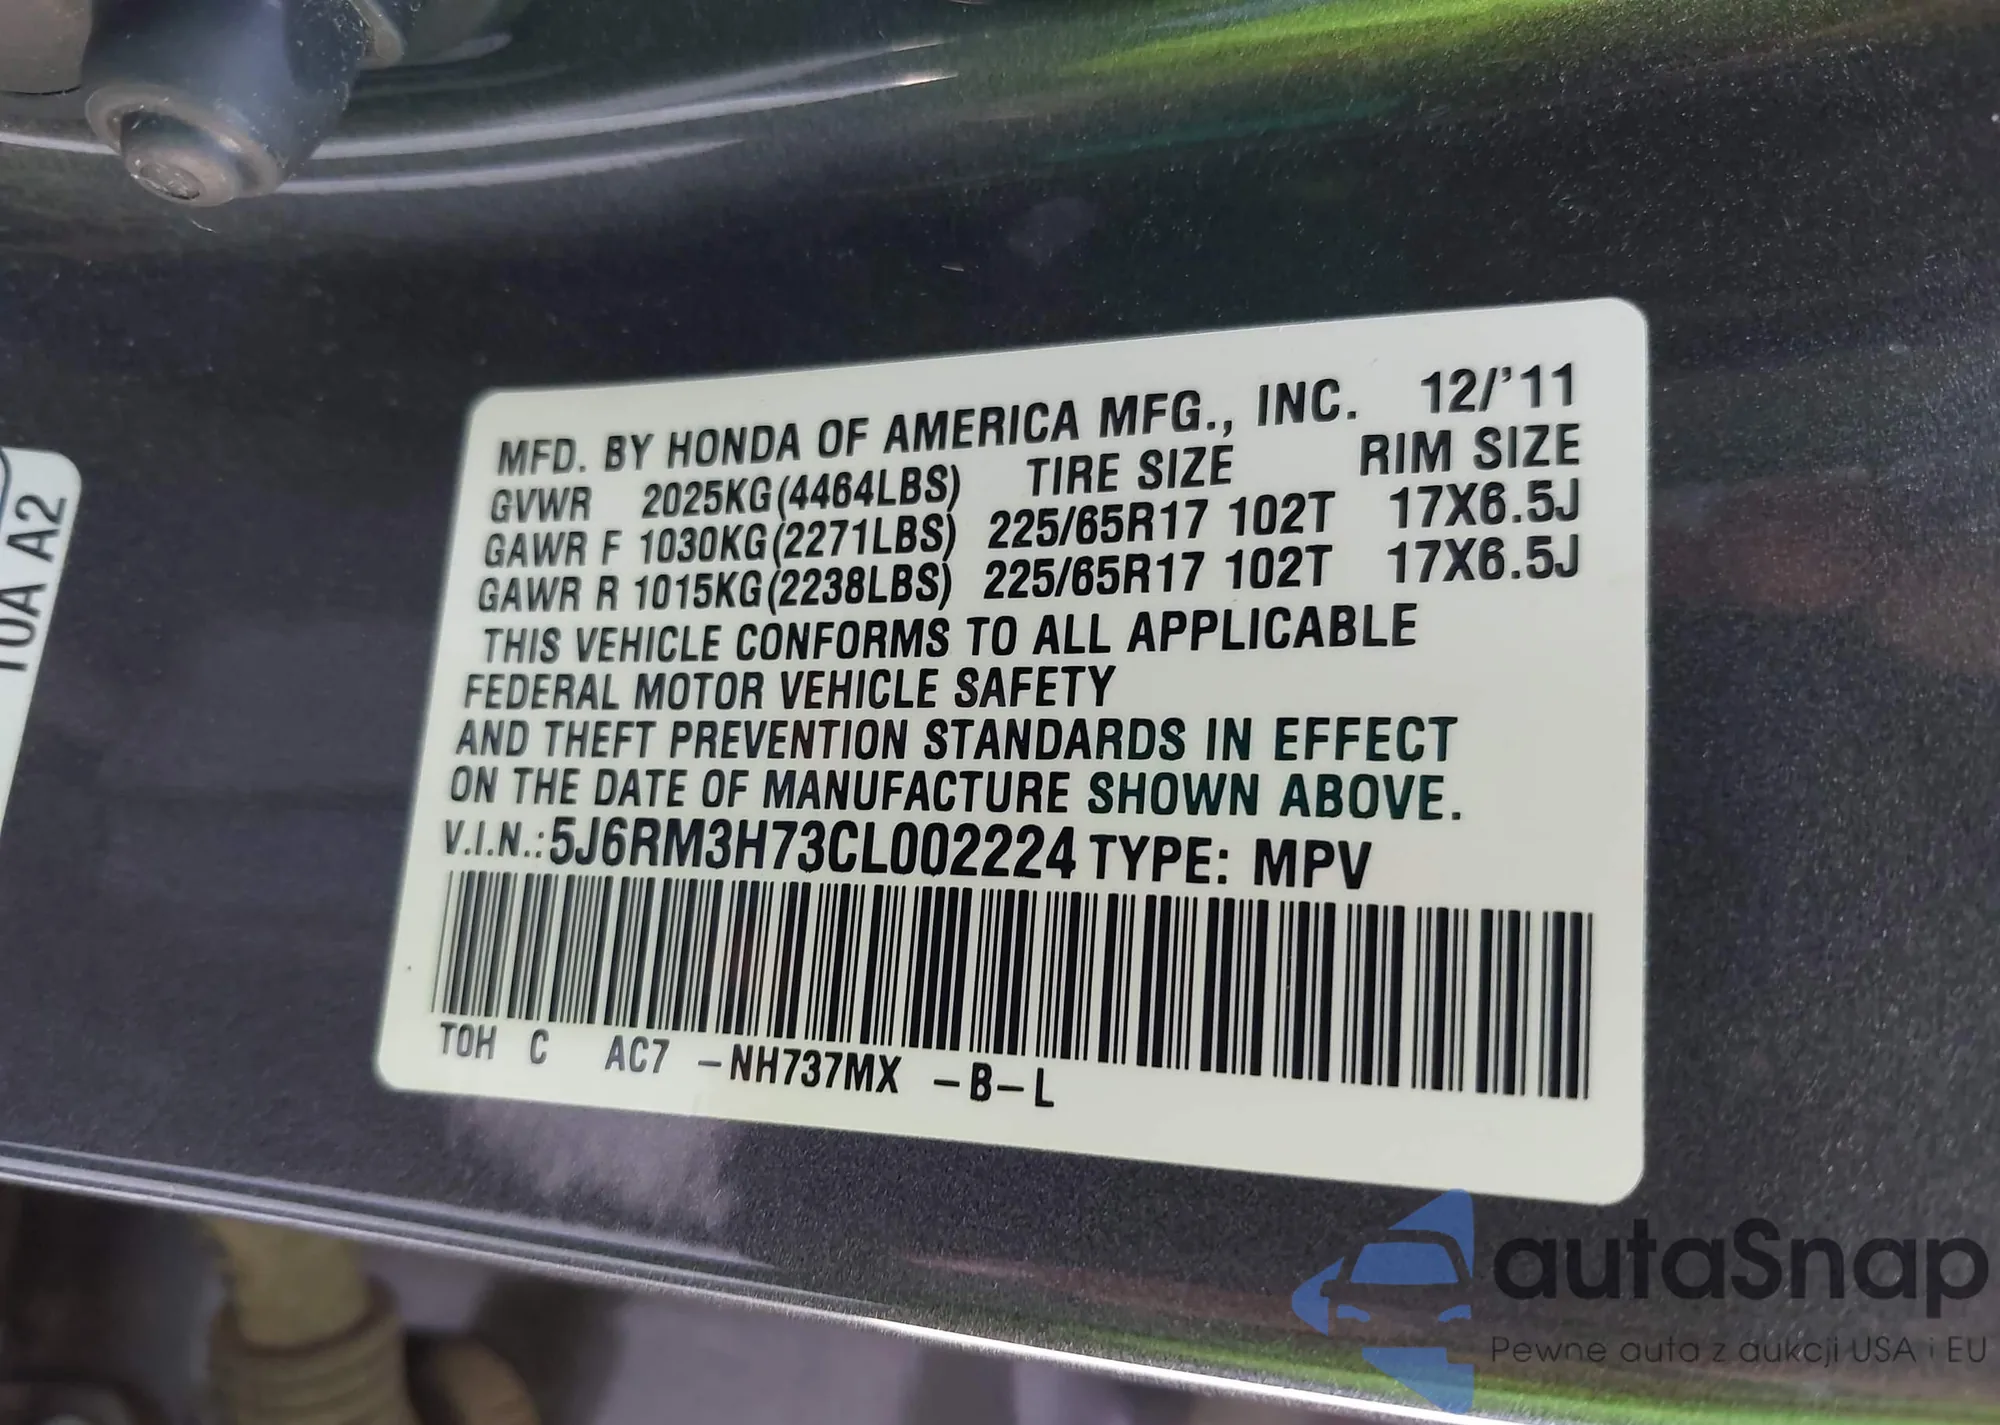 MFD. BY HONDA OF AMERICA MFG., INC. 12/'11
GVWR 2025KG(4464LBS) TIRE SIZE RIM SIZE
GAWR F 1030KG(2271LBS) 225/65R17 102T 17X6.5J
GAWR R 1015KG(2238LBS) 225/65R17 102T 17X6.5J
THIS VEHICLE CONFORMS TO ALL APPLICABLE
FEDERAL MOTOR VEHICLE SAFETY
AND THEFT PREVENTION STANDARDS IN EFFECT
ON THE DATE OF MANUFACTURE SHOWN ABOVE.
V.I.N.: 5J6RM3H73CL002224 TYPE: MPV
TOH C AC7 -NH737MX -B-L
T0A A2
autaSnap
Pewne auta z aukcji USA i EU